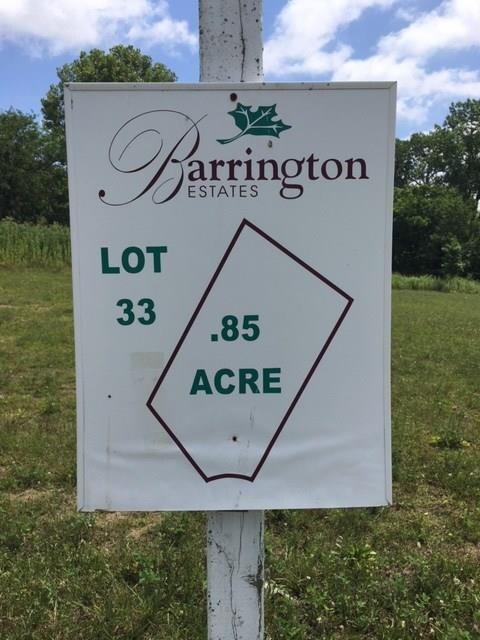 Barrington
ESTATES
LOT
33
.85
ACRE